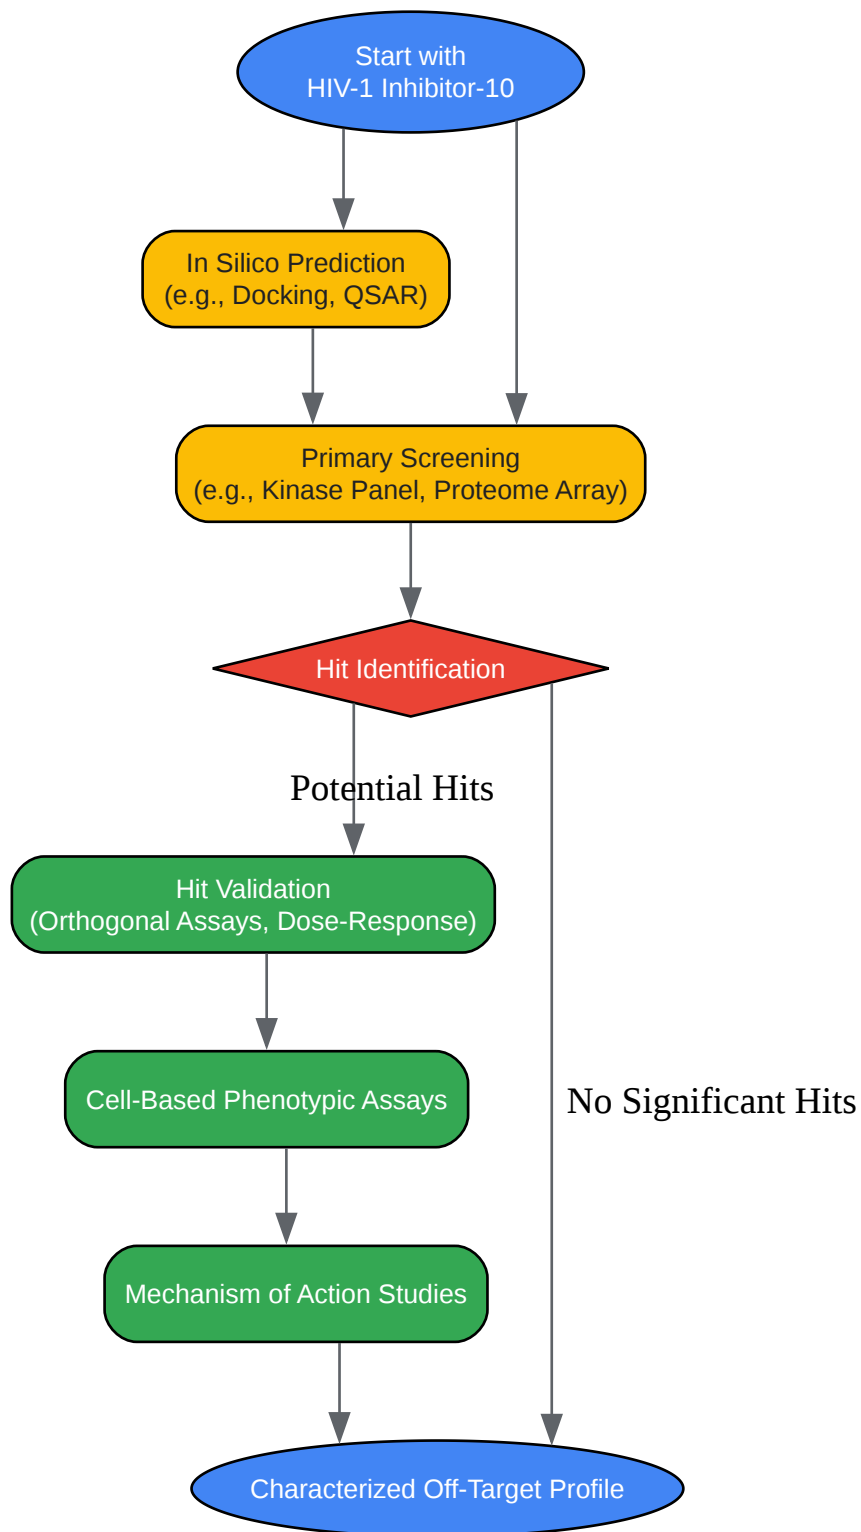 Start with
HIV-1 Inhibitor-10
In Silico Prediction
(e.g., Docking, QSAR)
Primary Screening
(e.g., Kinase Panel, Proteome Array)
Hit Identification
Potential Hits
Hit Validation
(Orthogonal Assays, Dose-Response)
Cell-Based Phenotypic Assays
No Significant Hits
Mechanism of Action Studies
Characterized Off-Target Profile